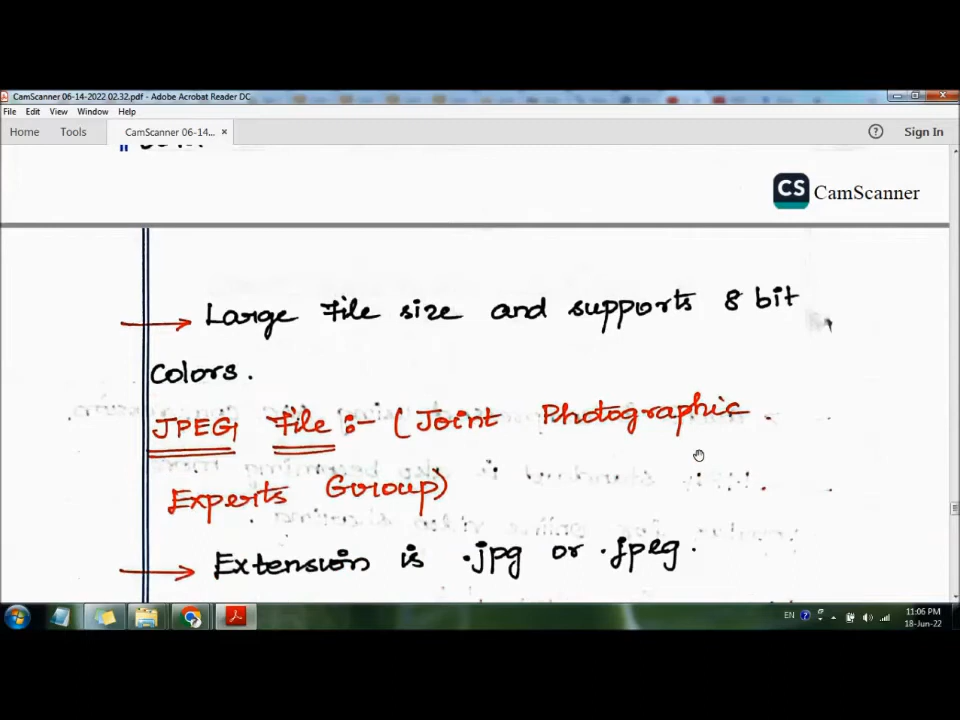 CamScanner 06-14-2022 02.32.pdf - Adobe Acrobat Reader DC
File Edit View Window Help
Home Tools CamScanner 06-14... × ? Sign In
CS CamScanner
→ Large File size and supports 8 bit
colors.
JPEG File :- (Joint Photographic
Experts Group)
→ Extension is .jpg or .jpeg.
EN 11:06 PM
18-Jun-22